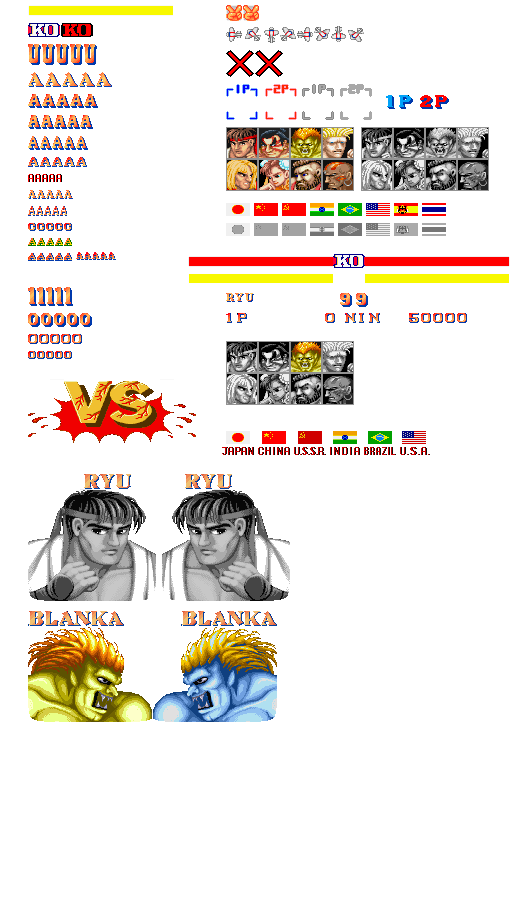 KO KO
UUUUU
AAAAA
AAAAA
AAAAA
AAAAA
AAAAA
AAAAA
AAAAA
AAAAA
OOOOO
AAAAA
AAAAA AAAAA
11111
00000
00000
00000
VS
1P 2P 1P 2P
1P 2P
KO
RYU 99
1P 0 NIN 50000
JAPAN CHINA U.S.S.R. INDIA BRAZIL U.S.A.
RYU RYU
BLANKA BLANKA